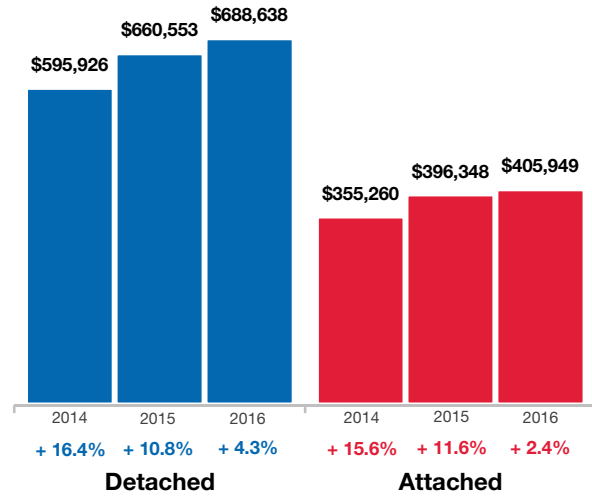 $595,926
$660,553
$688,638
$355,260
$396,348
$405,949
2014 2015 2016 2014 2015 2016
+ 16.4% + 10.8% + 4.3% + 15.6% + 11.6% + 2.4%
Detached Attached